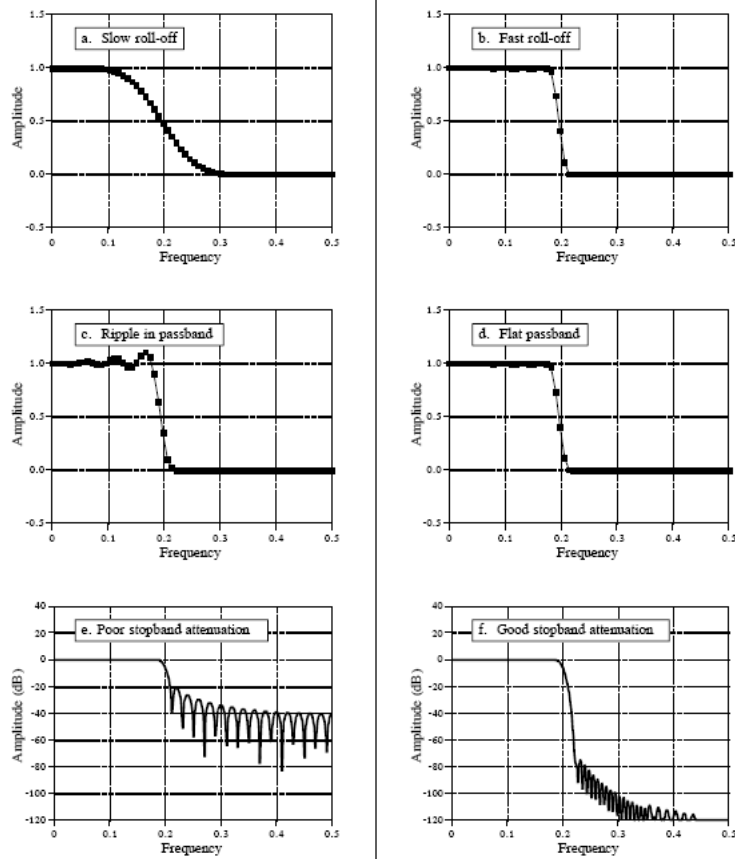 a. Slow roll-off
1.5
1.0
0.5
0.0
-0.5
Amplitude
0 0.1 0.2 0.3 0.4 0.5
Frequency
b. Fast roll-off
1.5
1.0
0.5
0.0
-0.5
Amplitude
0 0.1 0.2 0.3 0.4 0.5
Frequency
c. Ripple in passband
1.5
1.0
0.5
0.0
-0.5
Amplitude
0 0.1 0.2 0.3 0.4 0.5
Frequency
d. Flat passband
1.5
1.0
0.5
0.0
-0.5
Amplitude
0 0.1 0.2 0.3 0.4 0.5
Frequency
e. Poor stopband attenuation
40
20
0
-20
-40
-60
-80
-100
-120
Amplitude (dB)
0 0.1 0.2 0.3 0.4 0.5
Frequency
f. Good stopband attenuation
40
20
0
-20
-40
-60
-80
-100
-120
Amplitude (dB)
0 0.1 0.2 0.3 0.4 0.5
Frequency